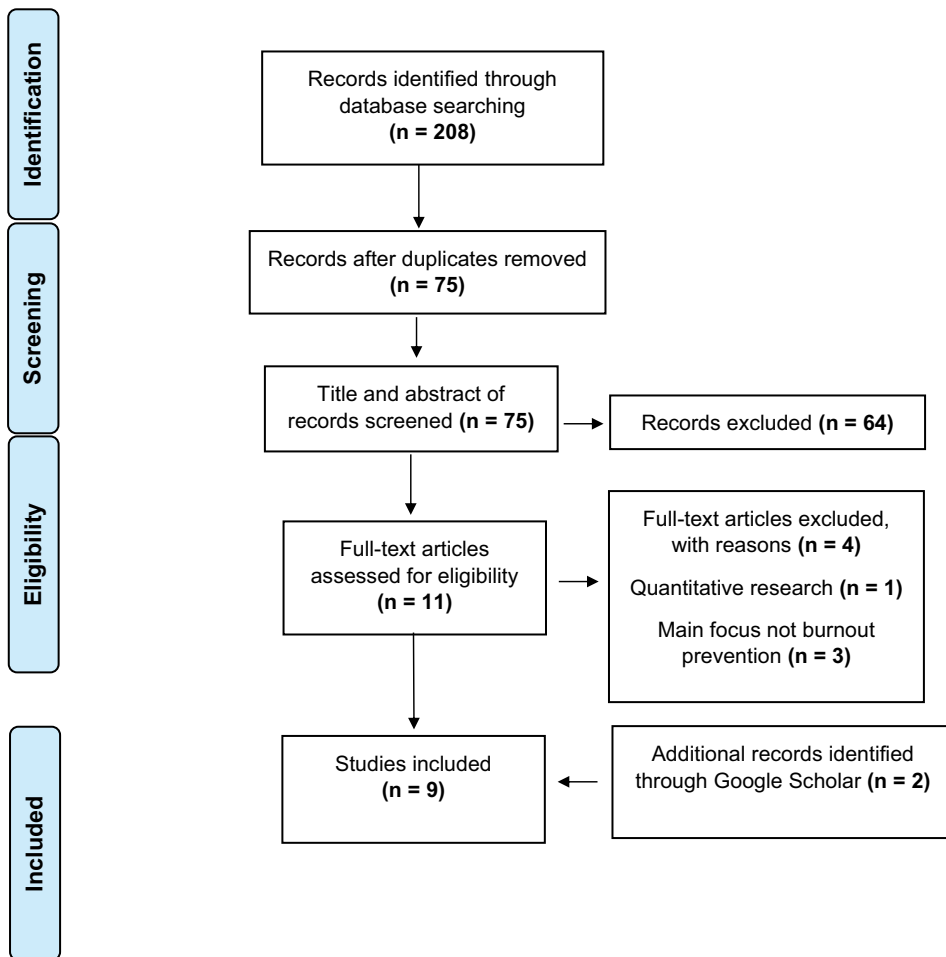 Identification
Records identified through
database searching
(n = 208)
Screening
Records after duplicates removed
(n = 75)
Title and abstract of
records screened (n = 75)
Records excluded (n = 64)
Eligibility
Full-text articles
assessed for eligibility
(n = 11)
Full-text articles excluded,
with reasons (n = 4)
Quantitative research (n = 1)
Main focus not burnout
prevention (n = 3)
Included
Studies included
(n = 9)
Additional records identified
through Google Scholar (n = 2)